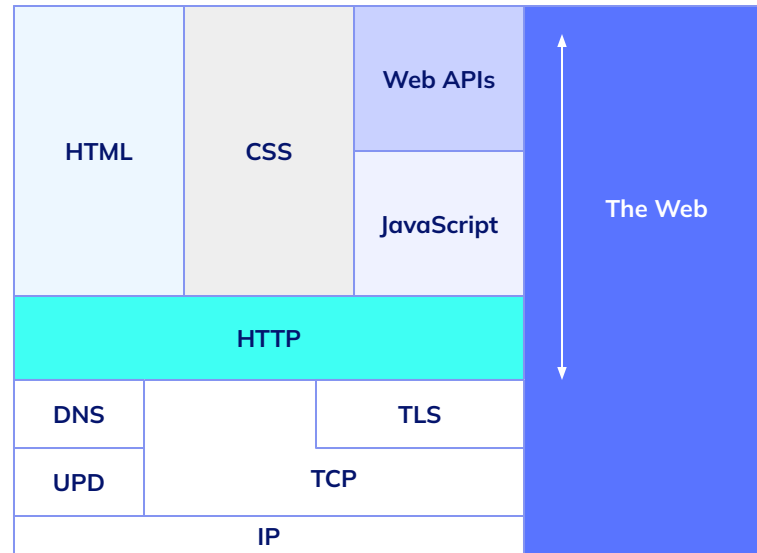 HTML
CSS
Web APIs
JavaScript
The Web
HTTP
DNS
TLS
UPD
TCP
IP